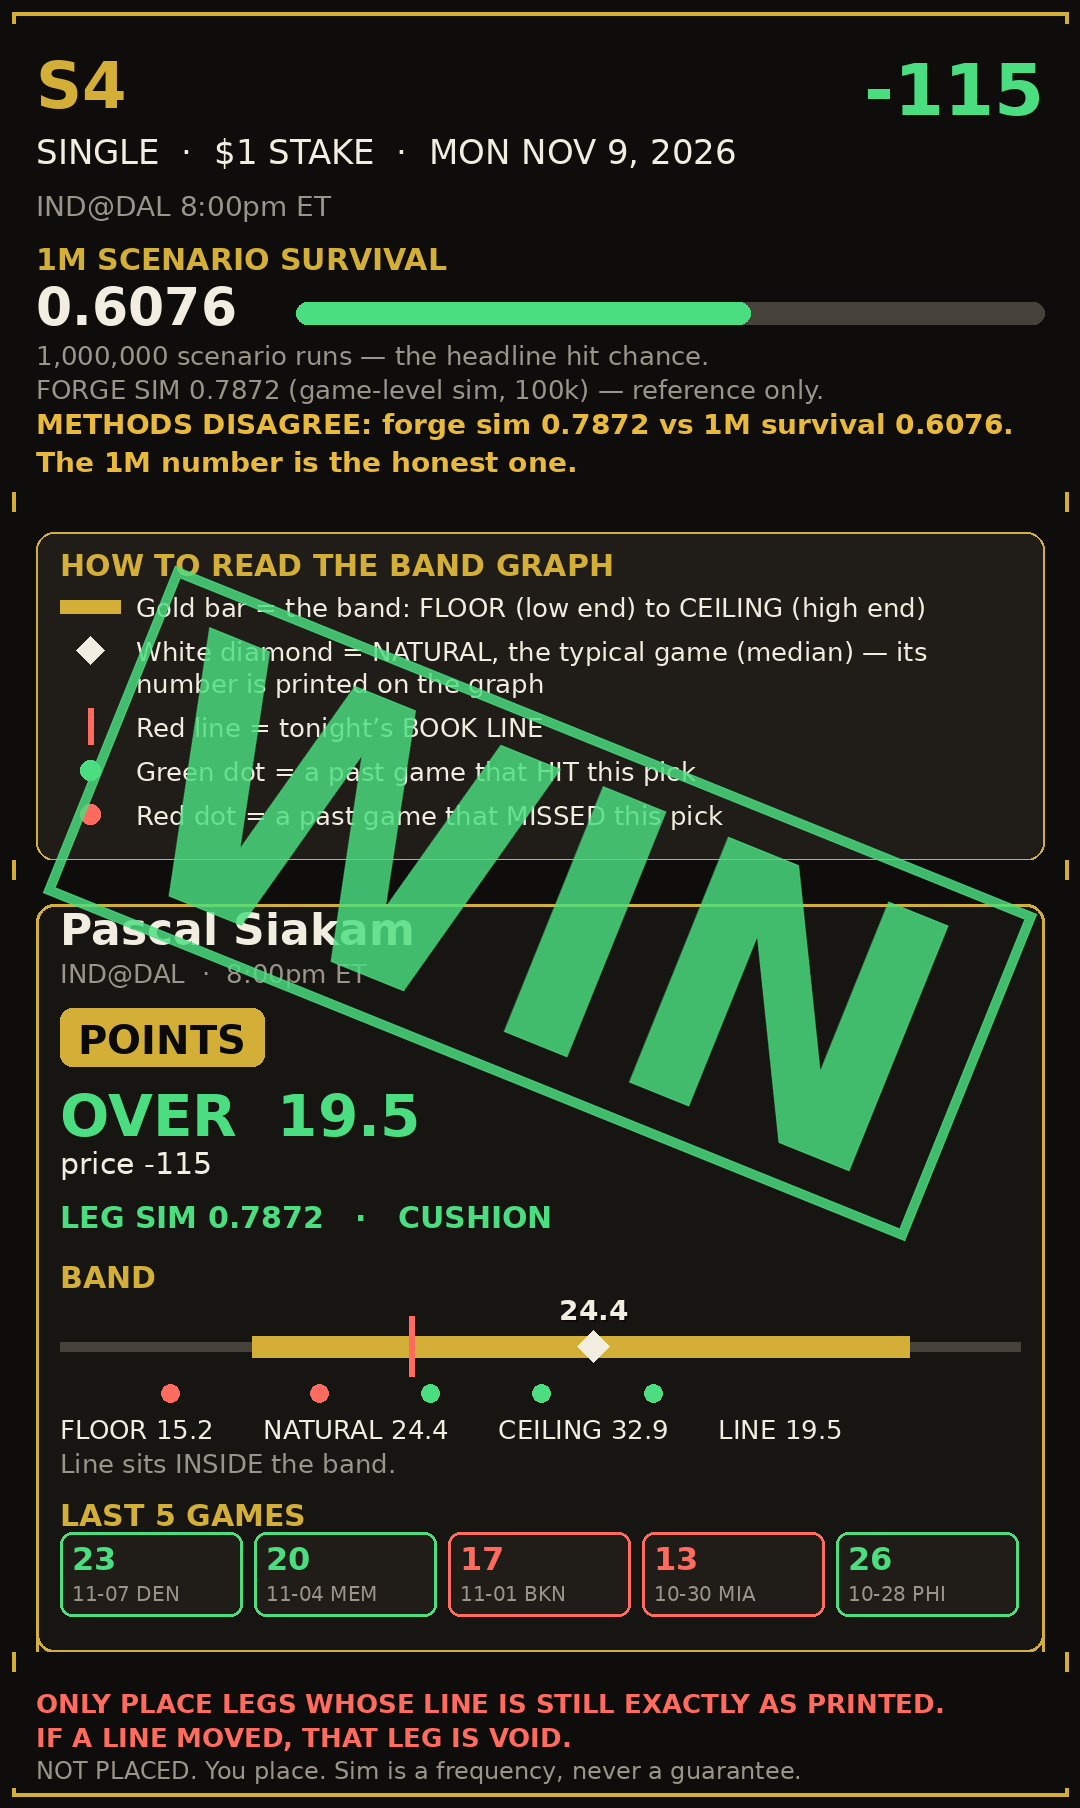 S4
-115
SINGLE · $1 STAKE · MON NOV 9, 2026
IND@DAL 8:00pm ET
1M SCENARIO SURVIVAL
0.6076
1,000,000 scenario runs — the headline hit chance.
FORGE SIM 0.7872 (game-level sim, 100k) — reference only.
METHODS DISAGREE: forge sim 0.7872 vs 1M survival 0.6076.
The 1M number is the honest one.
HOW TO READ THE BAND GRAPH
Gold bar = the band: FLOOR (low end) to CEILING (high end)
White diamond = NATURAL, the typical game (median) — its
number is printed on the graph
Red line = tonight’s BOOK LINE
Green dot = a past game that HIT this pick
Red dot = a past game that MISSED this pick
WIN
Pascal Siakam
IND@DAL · 8:00pm ET
POINTS
OVER 19.5
price -115
LEG SIM 0.7872 · CUSHION
BAND
24.4
FLOOR 15.2 NATURAL 24.4 CEILING 32.9 LINE 19.5
Line sits INSIDE the band.
LAST 5 GAMES
23 20 17 13 26
11-07 DEN 11-04 MEM 11-01 BKN 10-30 MIA 10-28 PHI
ONLY PLACE LEGS WHOSE LINE IS STILL EXACTLY AS PRINTED.
IF A LINE MOVED, THAT LEG IS VOID.
NOT PLACED. You place. Sim is a frequency, never a guarantee.